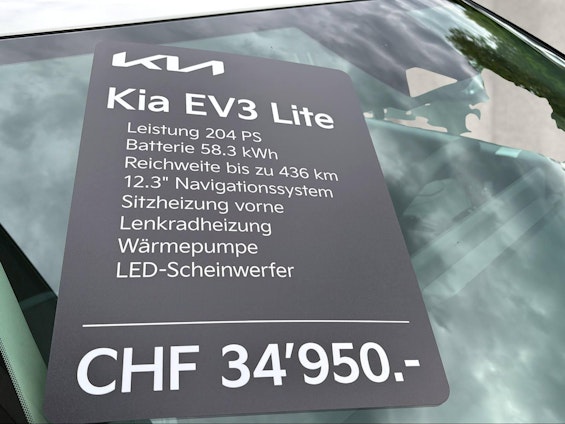 KIA
Kia EV3 Lite
Leistung 204 PS
Batterie 58.3 kWh
Reichweite bis zu 436 km
12.3" Navigationssystem
Sitzheizung vorne
Lenkradheizung
Wärmepumpe
LED-Scheinwerfer
CHF 34'950.-